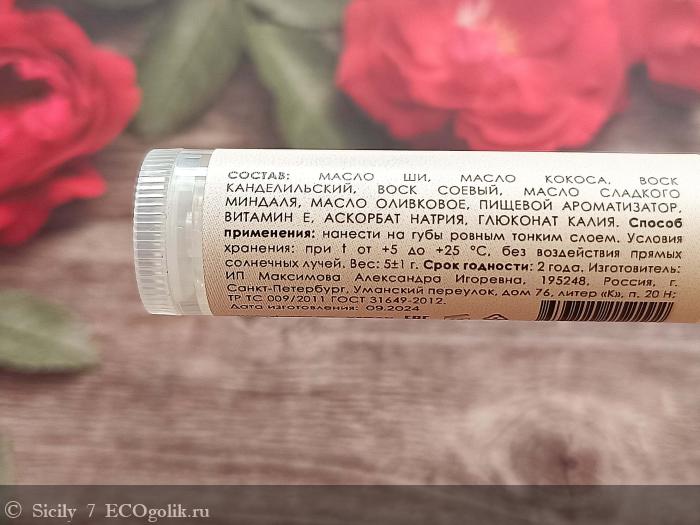 СОСТАВ: МАСЛО ШИ, МАСЛО КОКОСА, ВОСК
КАНДЕЛИЛЬСКИЙ, ВОСК СОЕВЫЙ, МАСЛО СЛАДКОГО
МИНДАЛЯ, МАСЛО ОЛИВКОВОЕ, ПИЩЕВОЙ АРОМАТИЗАТОР,
ВИТАМИН Е, АСКОРБАТ НАТРИЯ, ГЛЮКОНАТ КАЛИЯ. Способ
применения: нанести на губы ровным тонким слоем. Условия
хранения: при t от +5 до +25 °С, без воздействия прямых
солнечных лучей. Вес: 5±1 г. Срок годности: 2 года. Изготовитель:
ИП Максимова Александра Игоревна, 195248, Россия, г.
Санкт-Петербург, Уманский переулок, дом 76, литер «К», п. 20 Н;
ТР ТС 009/2011 ГОСТ 31649-2012.
Дата изготовления: 09.2024
© Sicily 7 ECOgolik.ru